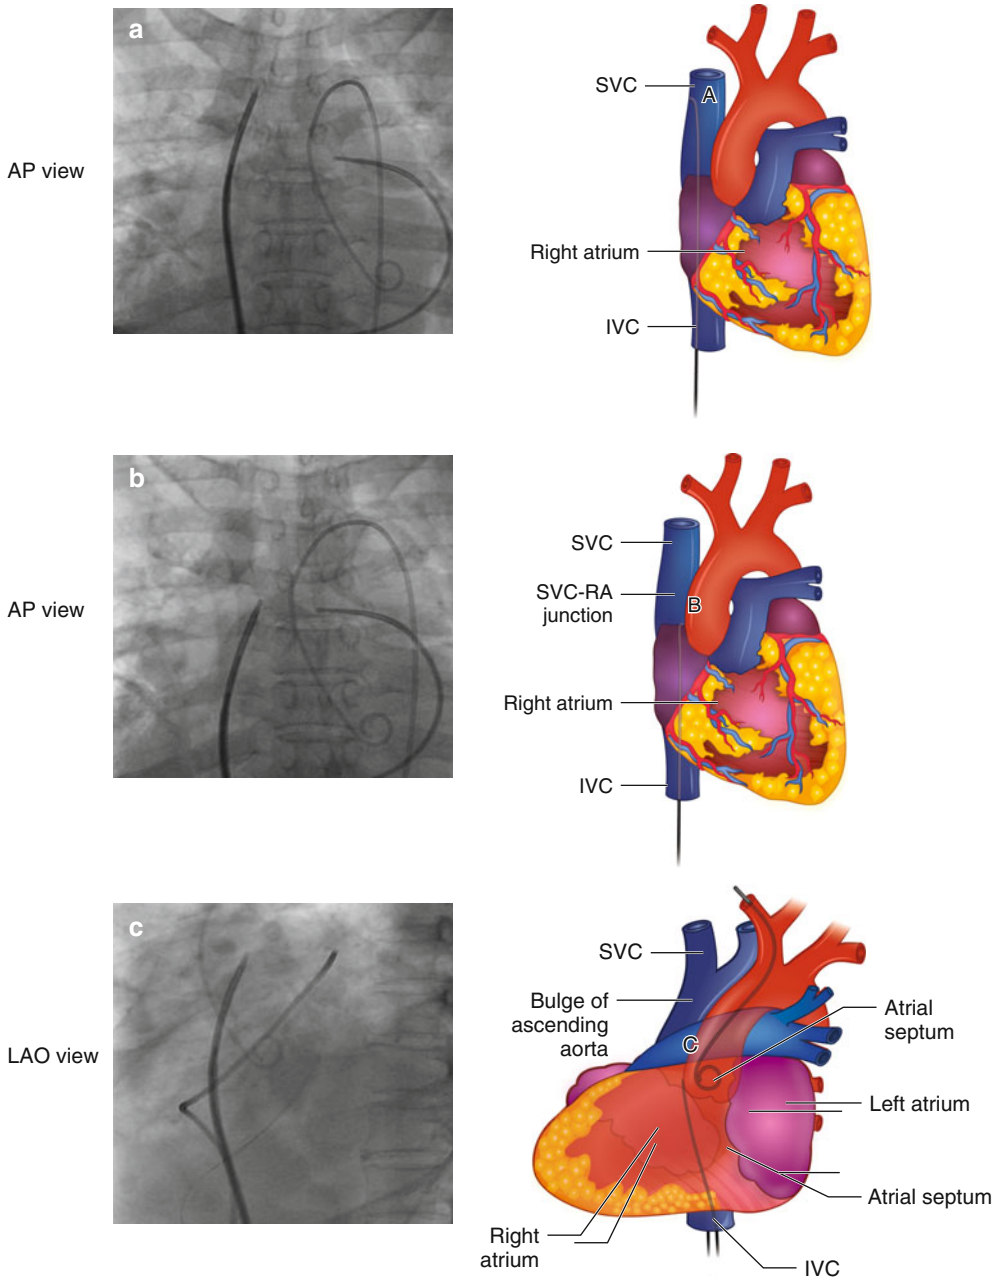 a
AP view
SVC
A
Right atrium
IVC
b
AP view
SVC
SVC-RA
junction
B
Right atrium
IVC
c
LAO view
SVC
Bulge of
ascending
aorta
C
Atrial
septum
Left atrium
Atrial septum
Right
atrium
IVC